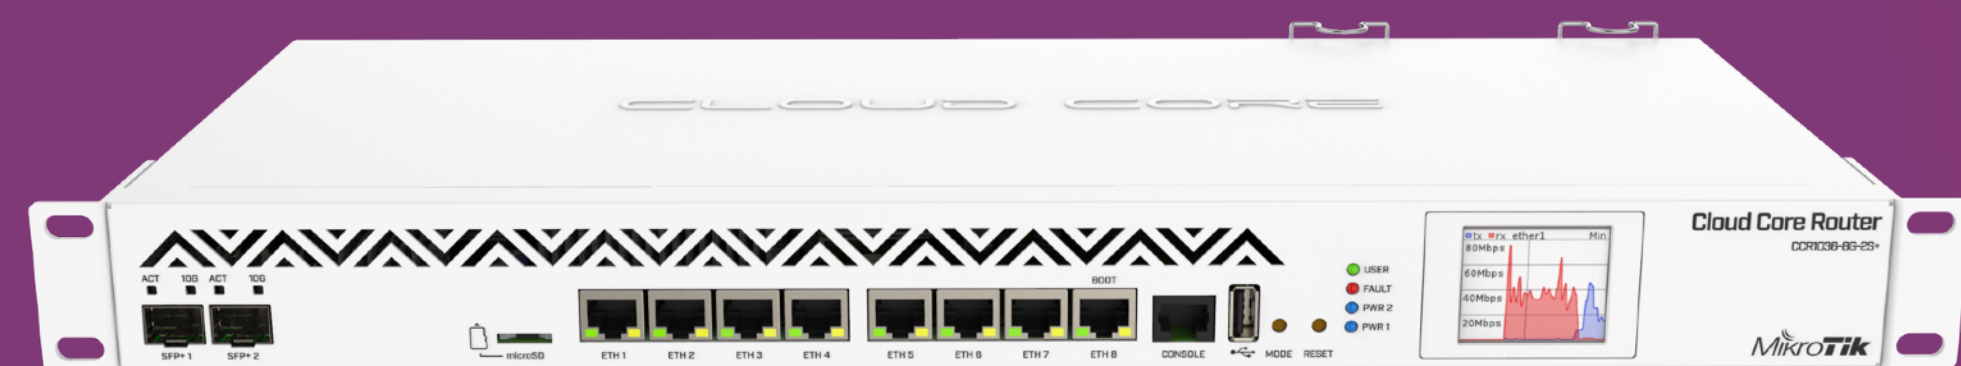 CLOUD CORE
Cloud Core Router
CCR1036-8G-2S+
tx rx ether1 Min
80Mbps
60Mbps
40Mbps
20Mbps
ACT 10G ACT 10G
SFP+ 1 SFP+ 2
microSD
BOOT
ETH 1 ETH 2 ETH 3 ETH 4 ETH 5 ETH 6 ETH 7 ETH 8
CONSOLE
MODE RESET
USER
FAULT
PWR 2
PWR 1
MikroTik